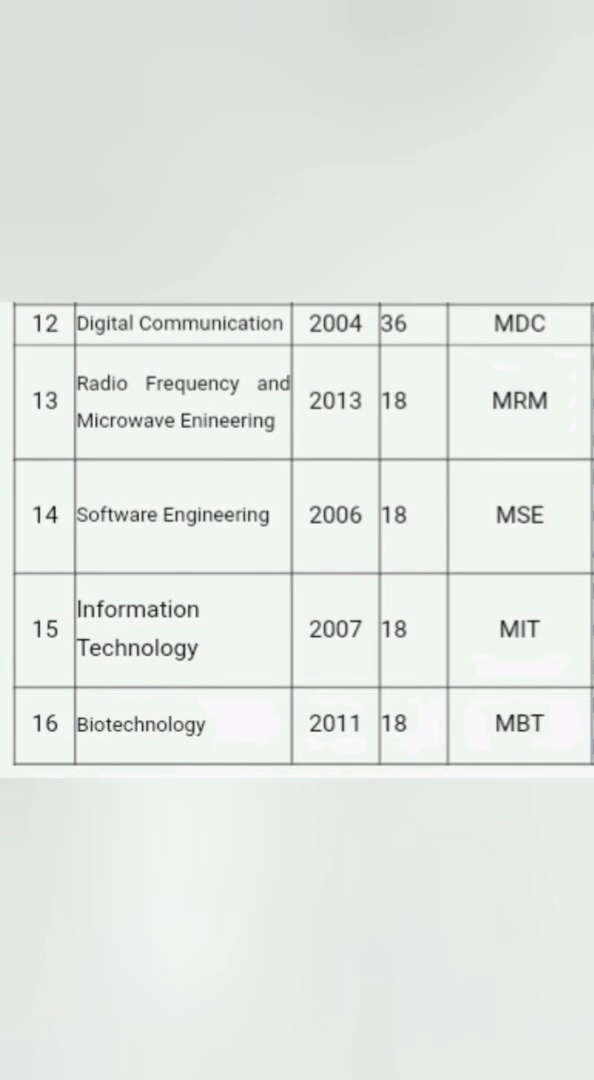 12 Digital Communication 2004 36 MDC
Radio Frequency and
13 2013 18 MRM
Microwave Enineering
14 Software Engineering 2006 18 MSE
Information
15 2007 18 MIT
Technology
16 Biotechnology 2011 18 MBT